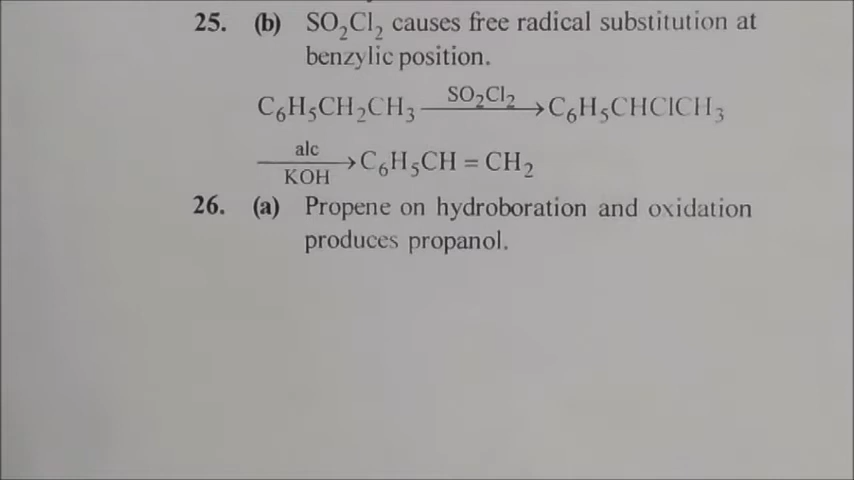 25. (b) SO₂Cl₂ causes free radical substitution at
benzylic position.
C₆H₅CH₂CH₃ —SO₂Cl₂→ C₆H₅CHClCH₃
—alc KOH→ C₆H₅CH = CH₂
26. (a) Propene on hydroboration and oxidation
produces propanol.